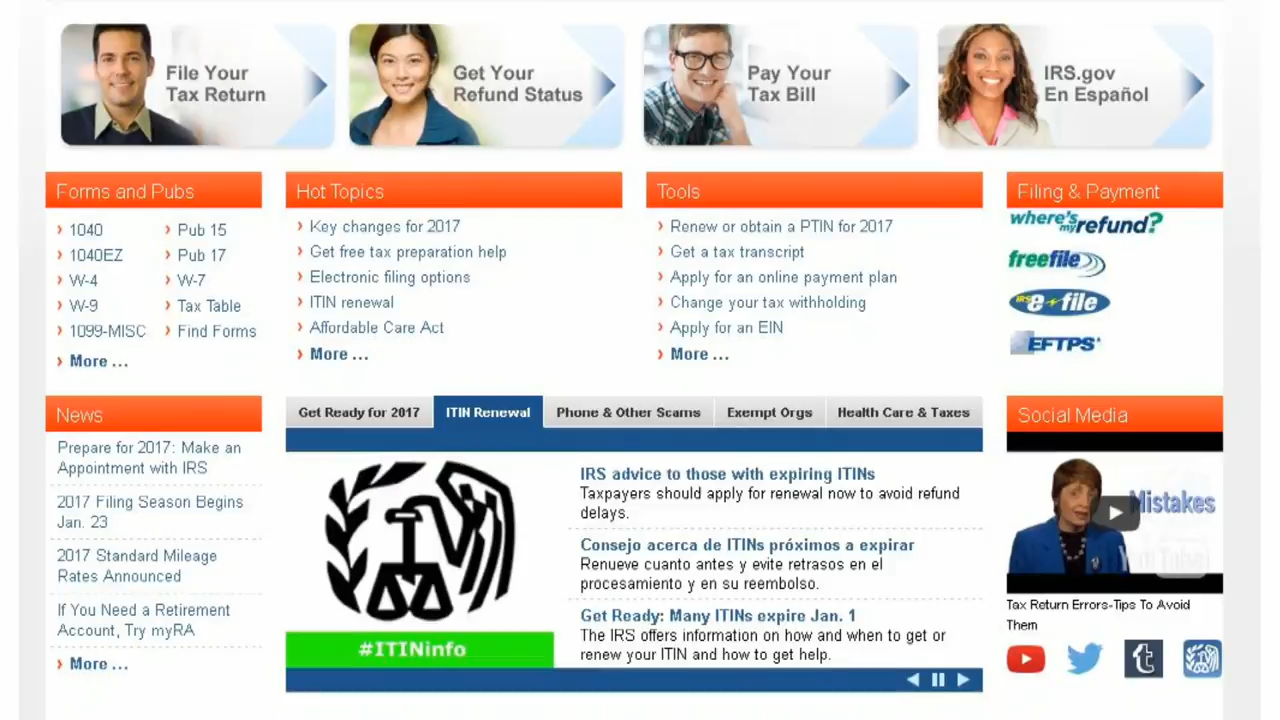 File Your
Tax Return
Get Your
Refund Status
Pay Your
Tax Bill
IRS.gov
En Español
Forms and Pubs
1040
Pub 15
1040EZ
Pub 17
W-4
W-7
W-9
Tax Table
1099-MISC
Find Forms
More ...
Hot Topics
Key changes for 2017
Get free tax preparation help
Electronic filing options
ITIN renewal
Affordable Care Act
More ...
Tools
Renew or obtain a PTIN for 2017
Get a tax transcript
Apply for an online payment plan
Change your tax withholding
Apply for an EIN
More ...
Filing & Payment
where's my refund?
freefile
IRS e-file
EFTPS
News
Prepare for 2017: Make an
Appointment with IRS
2017 Filing Season Begins
Jan. 23
2017 Standard Mileage
Rates Announced
If You Need a Retirement
Account, Try myRA
More ...
Get Ready for 2017
ITIN Renewal
Phone & Other Scams
Exempt Orgs
Health Care & Taxes
#ITINinfo
IRS advice to those with expiring ITINs
Taxpayers should apply for renewal now to avoid refund
delays.
Consejo acerca de ITINs próximos a expirar
Renueve cuanto antes y evite retrasos en el
procesamiento y en su reembolso.
Get Ready: Many ITINs expire Jan. 1
The IRS offers information on how and when to get or
renew your ITIN and how to get help.
Social Media
Mistakes
YouTube
Tax Return Errors-Tips To Avoid
Them
t